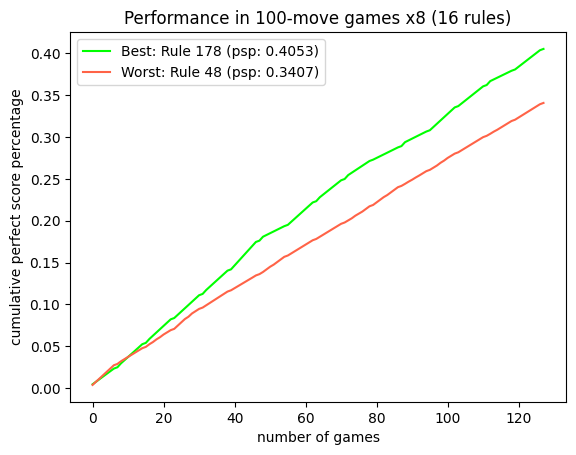 Performance in 100-move games x8 (16 rules)
Best: Rule 178 (psp: 0.4053)
Worst: Rule 48 (psp: 0.3407)
cumulative perfect score percentage
0.40
0.35
0.30
0.25
0.20
0.15
0.10
0.05
0.00
0 20 40 60 80 100 120
number of games